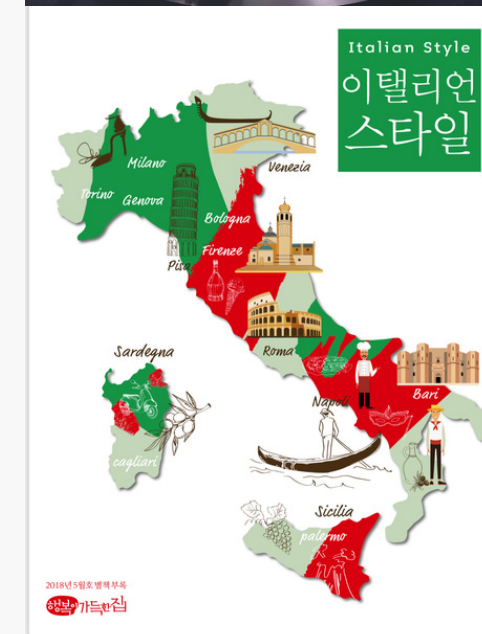 Italian Style
이탤리언
스타일
Milano
Venezia
Torino
Genova
Bologna
Firenze
Pisa
Roma
Sardegna
Napoli
Bari
cagliari
Sicilia
palermo
2018년 5월호 별책 부록
행복이가득한집